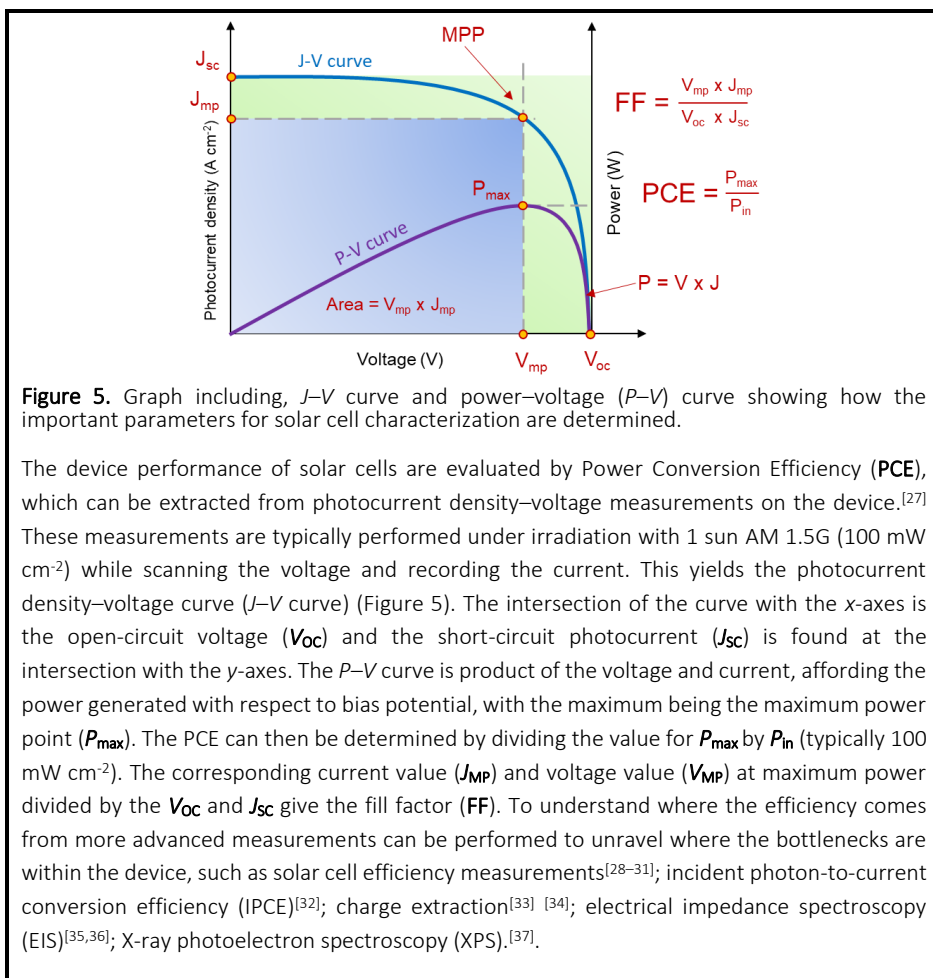 MPP
J-V curve
Jsc
Jmp
FF = Vmp x Jmp
Voc x Jsc
Photocurrent density (A cm-2)
Power (W)
Pmax
PCE = Pmax
Pin
P-V curve
P = V x J
Area = Vmp x Jmp
Voltage (V)
Vmp
Voc
Figure 5. Graph including, J–V curve and power–voltage (P–V) curve showing how the
important parameters for solar cell characterization are determined.
The device performance of solar cells are evaluated by Power Conversion Efficiency (PCE),
which can be extracted from photocurrent density–voltage measurements on the device.[27]
These measurements are typically performed under irradiation with 1 sun AM 1.5G (100 mW
cm-2) while scanning the voltage and recording the current. This yields the photocurrent
density–voltage curve (J–V curve) (Figure 5). The intersection of the curve with the x-axes is
the open-circuit voltage (VOC) and the short-circuit photocurrent (JSC) is found at the
intersection with the y-axes. The P–V curve is product of the voltage and current, affording the
power generated with respect to bias potential, with the maximum being the maximum power
point (Pmax). The PCE can then be determined by dividing the value for Pmax by Pin (typically 100
mW cm-2). The corresponding current value (JMP) and voltage value (VMP) at maximum power
divided by the VOC and JSC give the fill factor (FF). To understand where the efficiency comes
from more advanced measurements can be performed to unravel where the bottlenecks are
within the device, such as solar cell efficiency measurements[28–31]; incident photon-to-current
conversion efficiency (IPCE)[32]; charge extraction[33] [34]; electrical impedance spectroscopy
(EIS)[35,36]; X-ray photoelectron spectroscopy (XPS).[37].